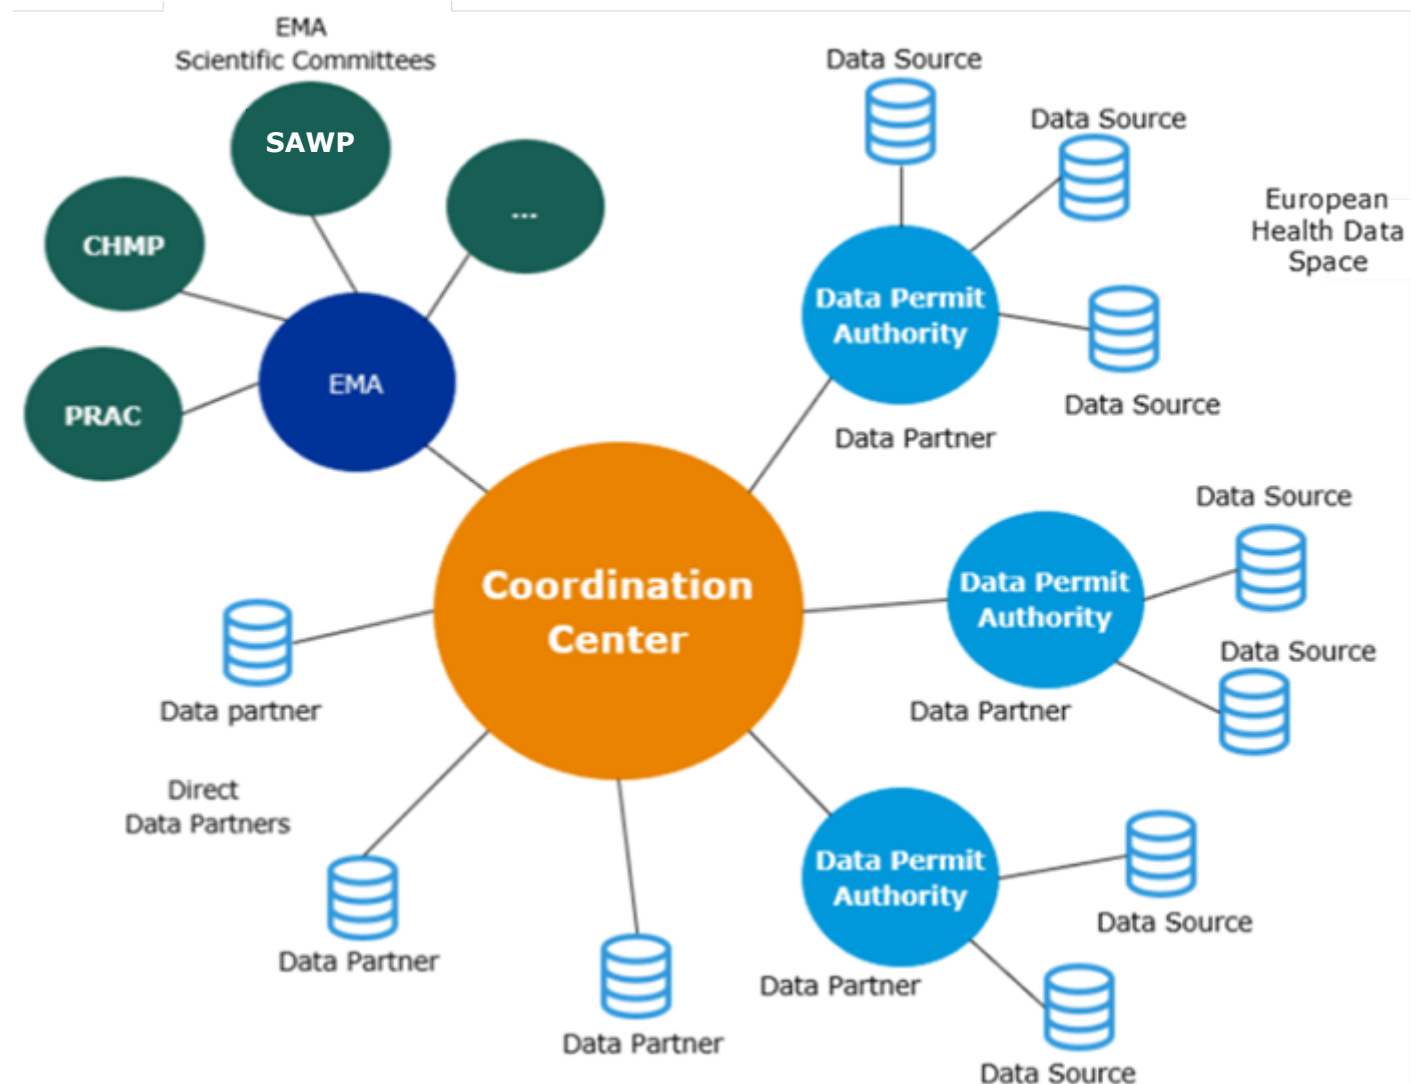 EMA
Scientific Committees
SAWP
...
CHMP
PRAC
EMA
Data Source
Data Source
European
Health Data
Space
Data Permit
Authority
Data Source
Data Partner
Coordination
Center
Data Source
Data Permit
Authority
Data Source
Data Partner
Data partner
Direct
Data Partners
Data Partner
Data Partner
Data Permit
Authority
Data Source
Data Partner
Data Source